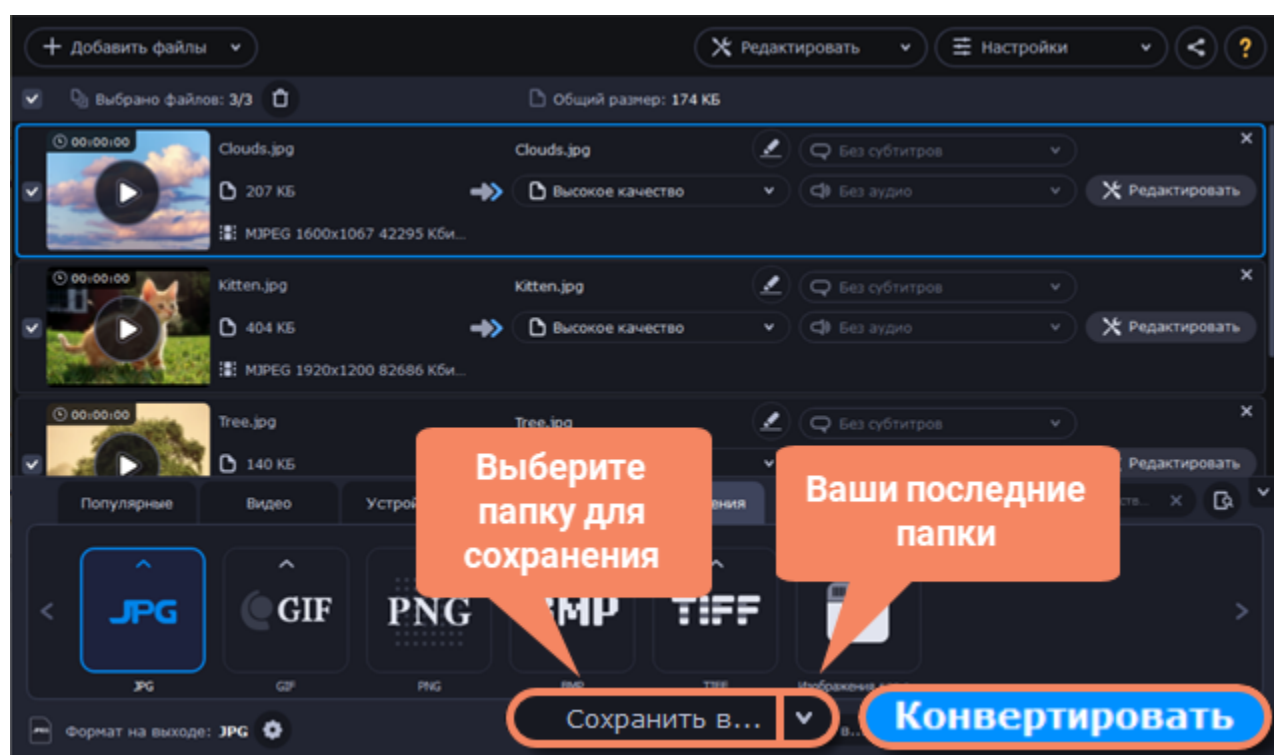 Добавить файлы
Редактировать
Настройки
?
Выбрано файлов: 3/3
Общий размер: 174 КБ
00:00:00
Clouds.jpg
Clouds.jpg
Без субтитров
207 КБ
Высокое качество
Без аудио
Редактировать
MJPEG 1600x1067 42295 Кби...
00:00:00
Kitten.jpg
Kitten.jpg
Без субтитров
404 КБ
Высокое качество
Без аудио
Редактировать
MJPEG 1920x1200 82686 Кби...
00:00:00
Tree.jpg
Tree.jpg
Без субтитров
140 КБ
Редактировать
Выберите
папку для
сохранения
Ваши последние
папки
Популярные
Видео
JPG
GIF
PNG
BMP
TIFF
JPG
GIF
PNG
BMP
TIFF
Формат на выходе: JPG
Сохранить в...
Конвертировать